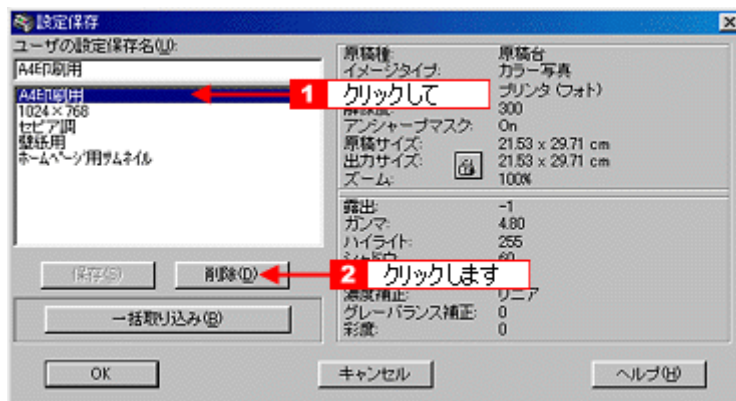 設定保存
ユーザの設定保存名(U):
A4印刷用
A4印刷用
1024×768
セピア調
壁紙用
ホームページ用サムネイル
保存(S)
削除(D)
一括取り込み(B)
原稿種: 原稿台
イメージタイプ: カラー写真
1 クリックして
プリンタ(フォト)
解像度: 300
アンシャープマスク: On
原稿サイズ: 21.53 x 29.71 cm
出力サイズ: 21.53 x 29.71 cm
ズーム: 100%
露出: -1
ガンマ: 4.80
ハイライト: 255
シャドウ: 60
2 クリックします
濃度補正: リニア
グレーバランス補正: 0
彩度: 0
OK
キャンセル
ヘルプ(H)